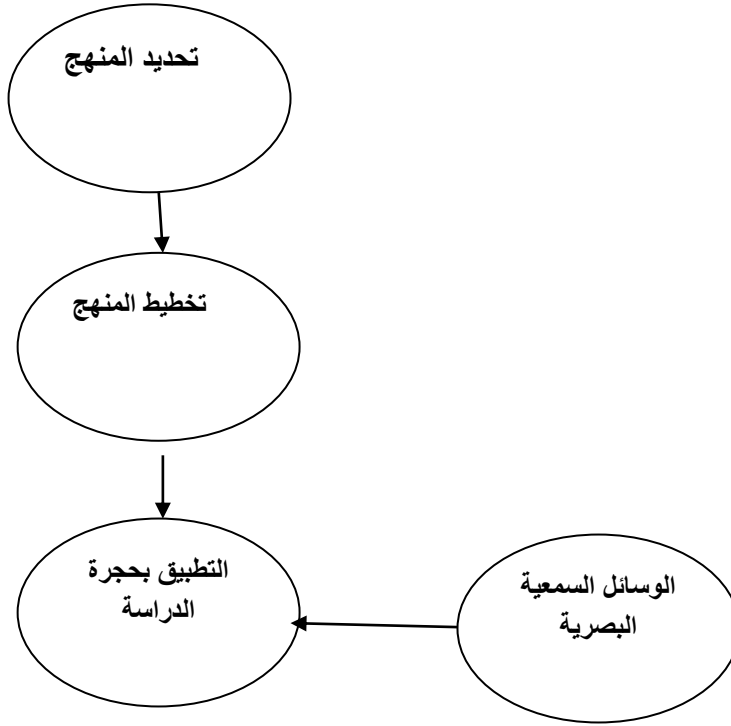 تحديد المنهج
تخطيط المنهج
التطبيق بحجرة
الدراسة
الوسائل السمعية
البصرية